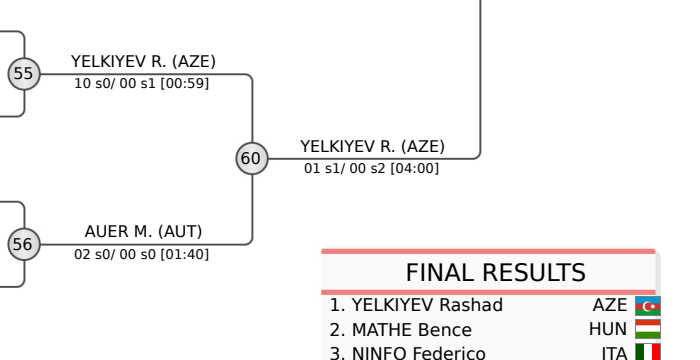 YELKIYEV R. (AZE)
55
10 s0/ 00 s1 [00:59]
YELKIYEV R. (AZE)
60
01 s1/ 00 s2 [04:00]
AUER M. (AUT)
56
02 s0/ 00 s0 [01:40]
FINAL RESULTS
1. YELKIYEV Rashad AZE
2. MATHE Bence HUN
3. NINFO Federico ITA